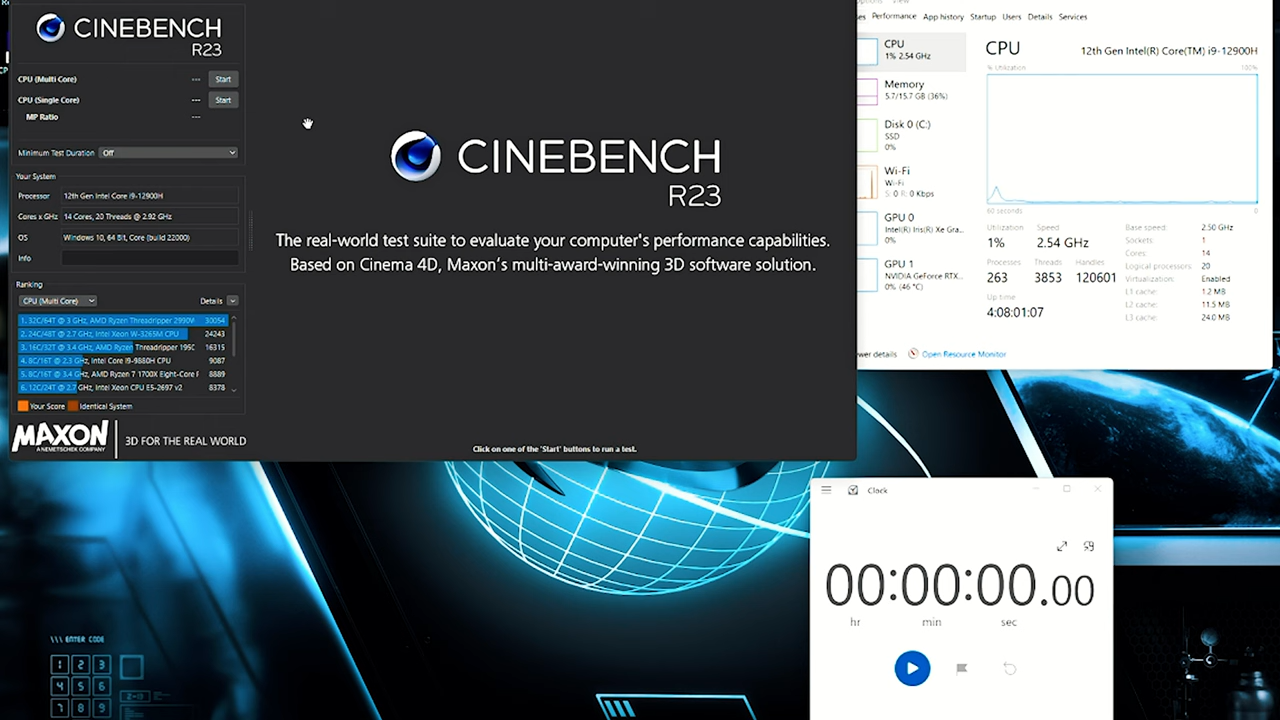 CINEBENCH
R23
CPU (Multi Core) --- Start
CPU (Single Core) --- Start
MP Ratio ---
Minimum Test Duration Off
Your System
Processor 12th Gen Intel Core i9-12900H
Cores x GHz 14 Cores, 20 Threads @ 2.92 GHz
OS Windows 10, 64 Bit, Core (build 22000)
Info
Ranking
CPU (Multi Core) Details
1. 32C/64T @ 3 GHz, AMD Ryzen Threadripper 2990W 30054
2. 24C/48T @ 2.7 GHz, Intel Xeon W-3265M CPU 24243
3. 16C/32T @ 3.4 GHz, AMD Ryzen Threadripper 195C 16315
4. 8C/16T @ 2.3 GHz, Intel Core i9-9880H CPU 9087
5. 8C/16T @ 3.4 GHz, AMD Ryzen 7 1700X Eight-Core F 8889
6. 12C/24T @ 2.7 GHz, Intel Xeon CPU E5-2697 v2 8378
Your Score Identical System
MAXON
A NEMETSCHEK COMPANY
3D FOR THE REAL WORLD
CINEBENCH
R23
The real-world test suite to evaluate your computer's performance capabilities.
Based on Cinema 4D, Maxon's multi-award-winning 3D software solution.
Click on one of the 'Start' buttons to run a test.
Performance App history Startup Users Details Services
CPU
1% 2.54 GHz
Memory
5.7/15.7 GB (36%)
Disk 0 (C:)
SSD
0%
Wi-Fi
Wi-Fi
S: 0 R: 0 Kbps
GPU 0
Intel(R) Iris(R) Xe Gra...
0%
GPU 1
NVIDIA GeForce RTX...
0% (46 °C)
CPU 12th Gen Intel(R) Core(TM) i9-12900H
% Utilization 100%
60 seconds 0
Utilization Speed
1% 2.54 GHz
Processes Threads Handles
263 3853 120601
Up time
4:08:01:07
Base speed: 2.50 GHz
Sockets: 1
Cores: 14
Logical processors: 20
Virtualization: Enabled
L1 cache: 1.2 MB
L2 cache: 11.5 MB
L3 cache: 24.0 MB
wer details Open Resource Monitor
Clock
00:00:00.00
hr min sec
\\\ ENTER CODE
1 2 3
4 5 6
7 8 9